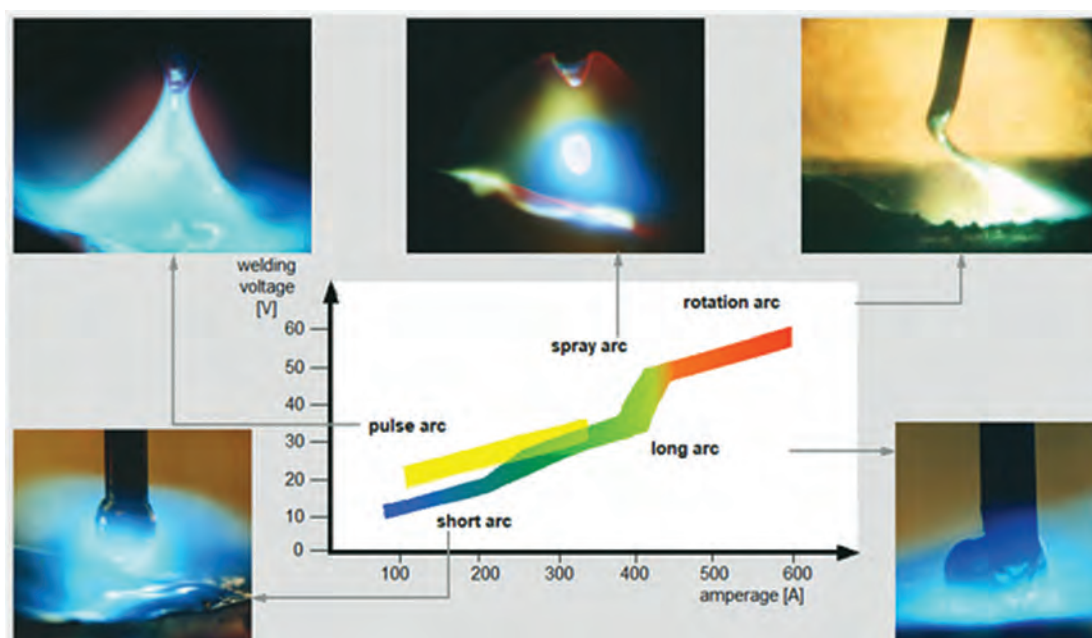 welding
voltage
[V]
rotation arc
60
spray arc
50
40
pulse arc
30
long arc
20
10
short arc
0
100 200 300 400 500 600
amperage [A]